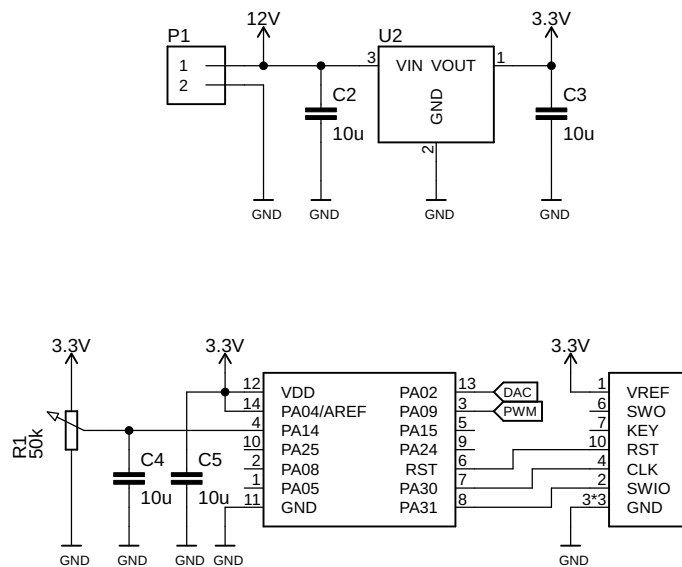 12V 3.3V
P1 U2
1 3 VIN VOUT 1
2
C2 GND C3
10u 10u
2
GND GND GND GND
3.3V 3.3V 3.3V
12 VDD PA02 13 DAC 1 VREF
14 PA04/AREF PA09 3 PWM 6 SWO
4 PA14 PA15 5 7 KEY
R1 50k 10 PA25 PA24 9 10 RST
C4 C5 2 PA08 RST 6 4 CLK
10u 10u 1 PA05 PA30 7 2 SWIO
11 GND PA31 8 3*3 GND
GND GND GND GND GND